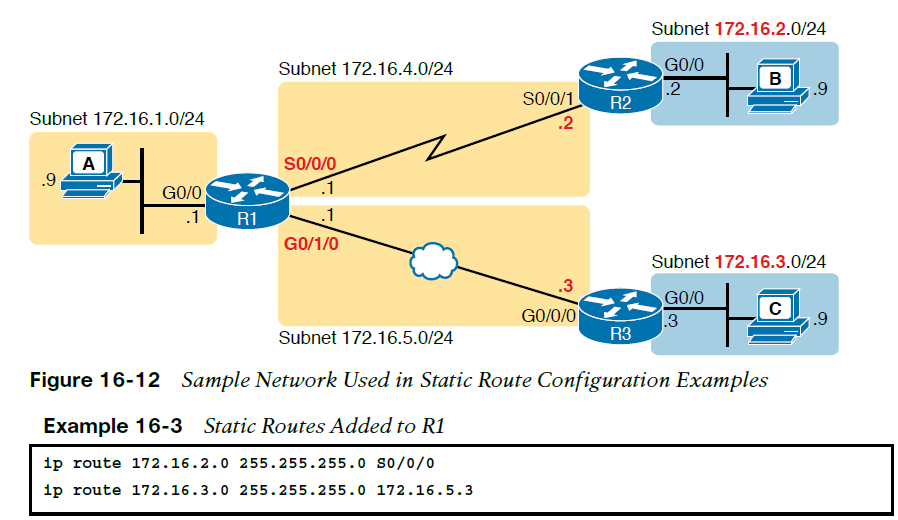 Subnet 172.16.2.0/24
G0/0
.2
B
.9
R2
Subnet 172.16.4.0/24
S0/0/1
.2
Subnet 172.16.1.0/24
A
.9
G0/0
.1
R1
S0/0/0
.1
.1
G0/1/0
.3
G0/0/0
Subnet 172.16.5.0/24
Subnet 172.16.3.0/24
G0/0
.3
C
.9
R3
Figure 16-12 Sample Network Used in Static Route Configuration Examples
Example 16-3 Static Routes Added to R1
ip route 172.16.2.0 255.255.255.0 S0/0/0
ip route 172.16.3.0 255.255.255.0 172.16.5.3